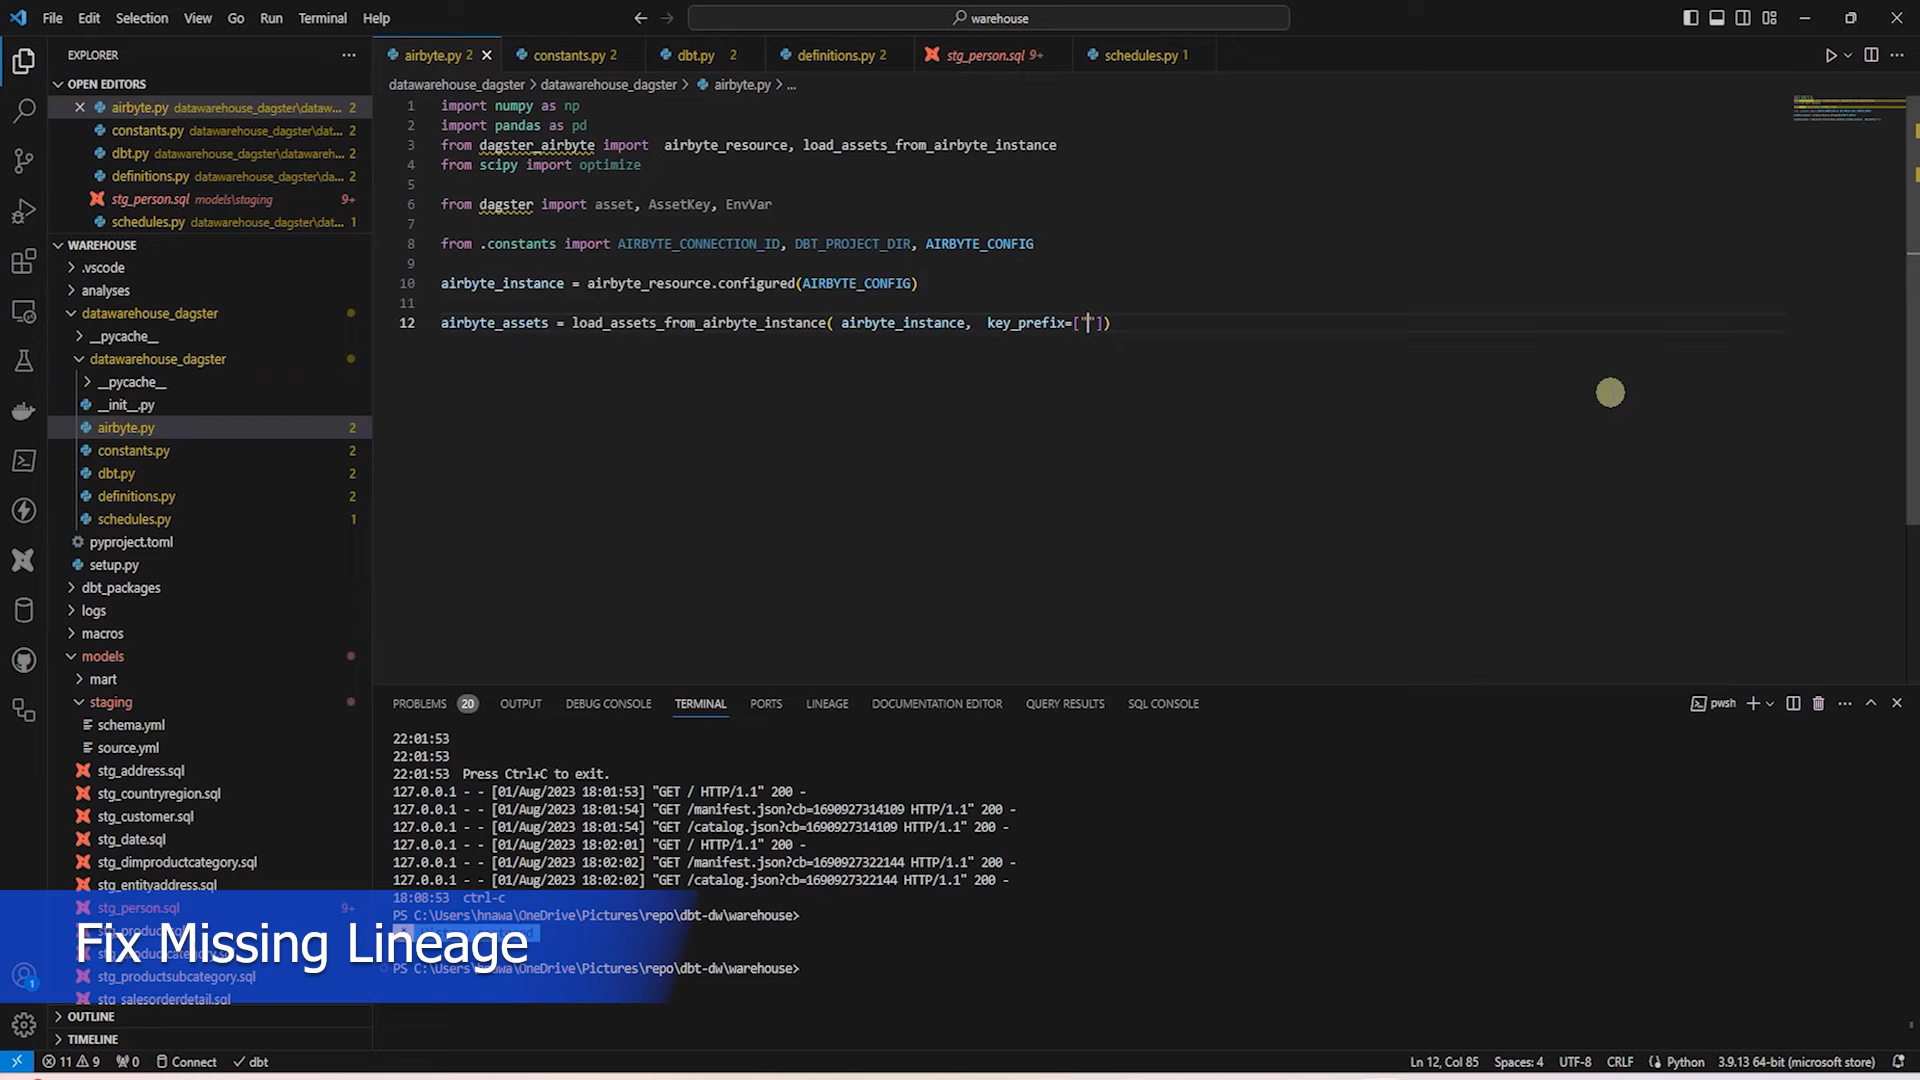 File Edit Selection View Go Run Terminal Help
warehouse
EXPLORER
airbyte.py 2
constants.py 2
dbt.py 2
definitions.py 2
stg_person.sql 9+
schedules.py 1
OPEN EDITORS
airbyte.py datawarehouse_dagster\dataw... 2
constants.py datawarehouse_dagster\dat... 2
dbt.py datawarehouse_dagster\datawareh... 2
definitions.py datawarehouse_dagster\da... 2
stg_person.sql models\staging 9+
schedules.py datawarehouse_dagster\dat... 1
WAREHOUSE
.vscode
analyses
datawarehouse_dagster
__pycache__
datawarehouse_dagster
__pycache__
__init__.py
airbyte.py 2
constants.py 2
dbt.py 2
definitions.py 2
schedules.py 1
pyproject.toml
setup.py
dbt_packages
logs
macros
models
mart
staging
schema.yml
source.yml
stg_address.sql
stg_countryregion.sql
stg_customer.sql
stg_date.sql
stg_dimproductcategory.sql
stg_entityaddress.sql
stg_person.sql 9+
stg_productsubcategory.sql
stg_salesorderdetail.sql
OUTLINE
TIMELINE
datawarehouse_dagster > datawarehouse_dagster > airbyte.py > ...
1 import numpy as np
2 import pandas as pd
3 from dagster_airbyte import airbyte_resource, load_assets_from_airbyte_instance
4 from scipy import optimize
5
6 from dagster import asset, AssetKey, EnvVar
7
8 from .constants import AIRBYTE_CONNECTION_ID, DBT_PROJECT_DIR, AIRBYTE_CONFIG
9
10 airbyte_instance = airbyte_resource.configured(AIRBYTE_CONFIG)
11
12 airbyte_assets = load_assets_from_airbyte_instance( airbyte_instance, key_prefix=[""])
PROBLEMS 20 OUTPUT DEBUG CONSOLE TERMINAL PORTS LINEAGE DOCUMENTATION EDITOR QUERY RESULTS SQL CONSOLE
pwsh
22:01:53
22:01:53
22:01:53 Press Ctrl+C to exit.
127.0.0.1 - - [01/Aug/2023 18:01:53] "GET / HTTP/1.1" 200 -
127.0.0.1 - - [01/Aug/2023 18:01:54] "GET /manifest.json?cb=1690927314109 HTTP/1.1" 200 -
127.0.0.1 - - [01/Aug/2023 18:01:54] "GET /catalog.json?cb=1690927314109 HTTP/1.1" 200 -
127.0.0.1 - - [01/Aug/2023 18:02:01] "GET / HTTP/1.1" 200 -
127.0.0.1 - - [01/Aug/2023 18:02:02] "GET /manifest.json?cb=1690927322144 HTTP/1.1" 200 -
127.0.0.1 - - [01/Aug/2023 18:02:02] "GET /catalog.json?cb=1690927322144 HTTP/1.1" 200 -
18:08:53 ctrl-c
PS C:\Users\hnawa\OneDrive\Pictures\repo\dbt-dw\warehouse>
PS C:\Users\hnawa\OneDrive\Pictures\repo\dbt-dw\warehouse>
Fix Missing Lineage
1
11 9 0 Connect dbt
Ln 12, Col 85 Spaces: 4 UTF-8 CRLF Python 3.9.13 64-bit (microsoft store)